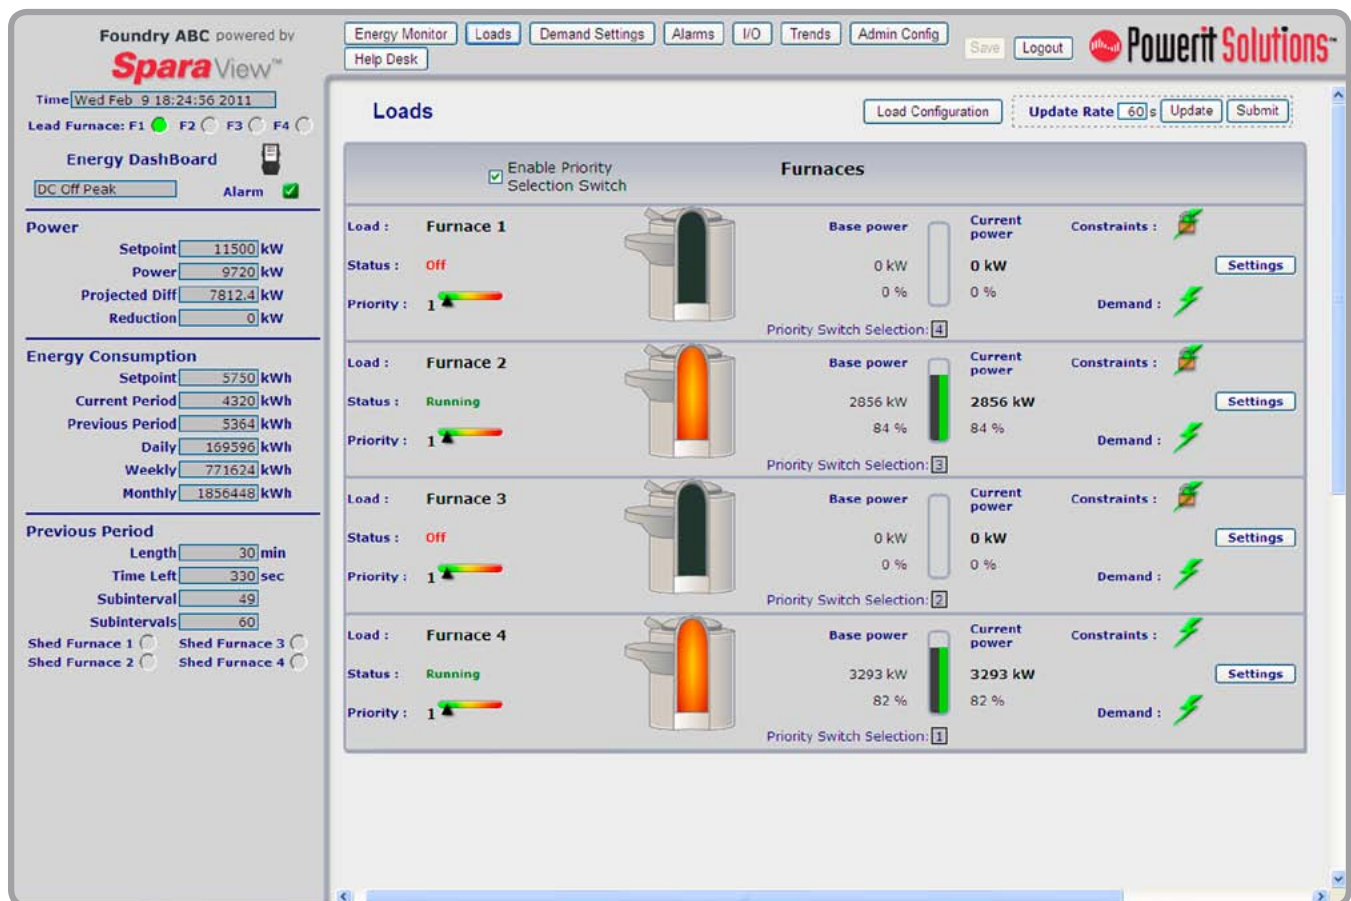 Foundry ABC powered by
Spara View™
Energy Monitor Loads Demand Settings Alarms I/O Trends Admin Config
Help Desk
Save Logout
Powerit Solutions
Time Wed Feb 9 18:24:56 2011
Lead Furnace: F1 F2 F3 F4
Energy DashBoard
DC Off Peak Alarm
Power
Setpoint 11500 kW
Power 9720 kW
Projected Diff 7812.4 kW
Reduction 0 kW
Energy Consumption
Setpoint 5750 kWh
Current Period 4320 kWh
Previous Period 5364 kWh
Daily 169596 kWh
Weekly 771624 kWh
Monthly 1856448 kWh
Previous Period
Length 30 min
Time Left 330 sec
Subinterval 49
Subintervals 60
Shed Furnace 1 Shed Furnace 3
Shed Furnace 2 Shed Furnace 4
Loads
Load Configuration Update Rate 60 s Update Submit
Enable Priority
Selection Switch
Furnaces
Load : Furnace 1 Base power Current
power Constraints :
Status : Off 0 kW 0 kW Settings
0 % 0 %
Priority : 1 Demand :
Priority Switch Selection: 4
Load : Furnace 2 Base power Current
power Constraints :
Status : Running 2856 kW 2856 kW Settings
84 % 84 %
Priority : 1 Demand :
Priority Switch Selection: 3
Load : Furnace 3 Base power Current
power Constraints :
Status : Off 0 kW 0 kW Settings
0 % 0 %
Priority : 1 Demand :
Priority Switch Selection: 2
Load : Furnace 4 Base power Current
power Constraints :
Status : Running 3293 kW 3293 kW Settings
82 % 82 %
Priority : 1 Demand :
Priority Switch Selection: 1